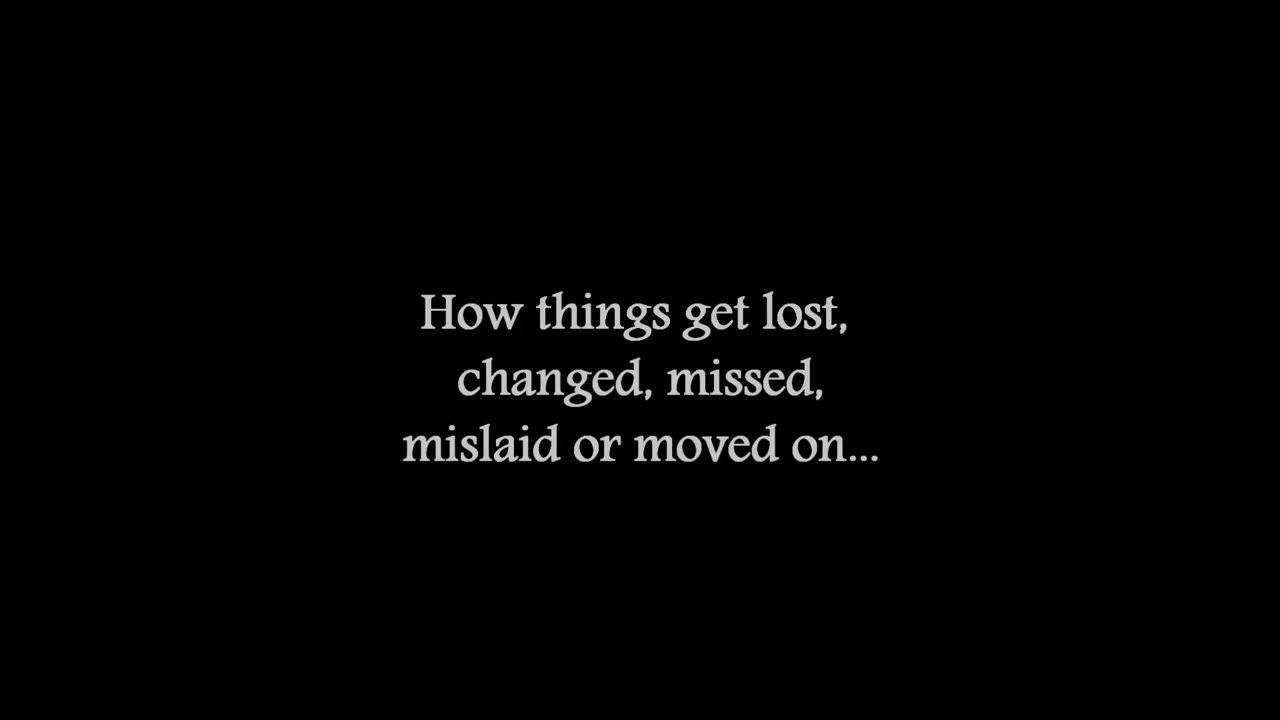 How things get lost,
changed, missed,
mislaid or moved on...